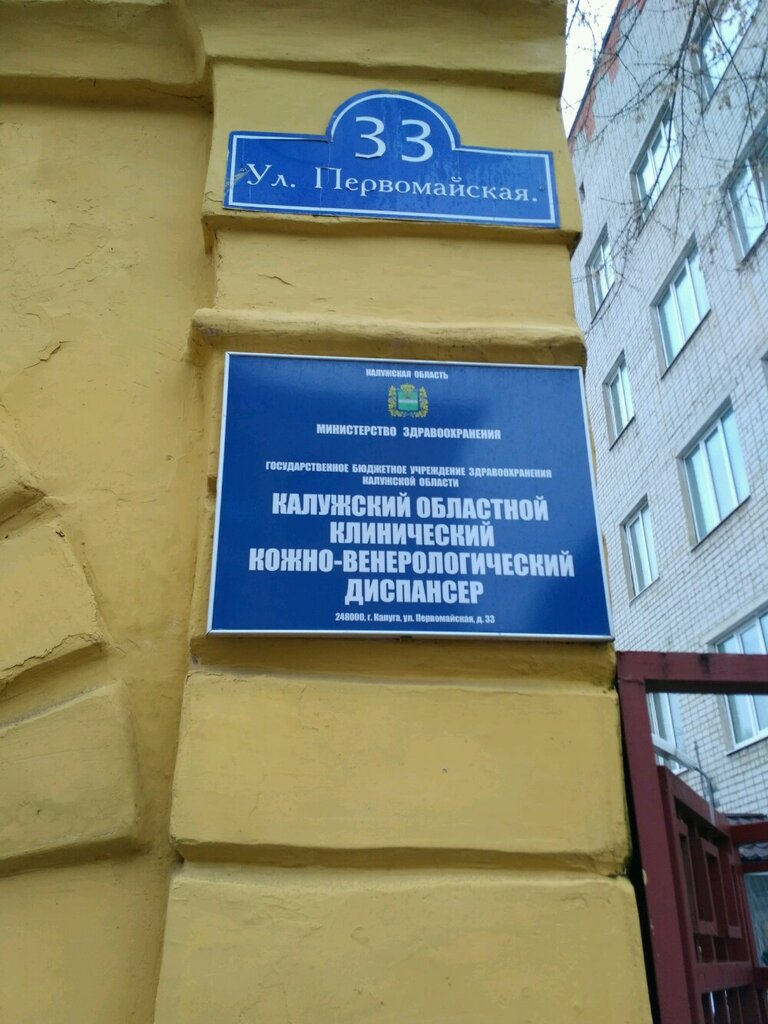 33
Ул. Первомайская.
КАЛУЖСКАЯ ОБЛАСТЬ
МИНИСТЕРСТВО ЗДРАВООХРАНЕНИЯ
ГОСУДАРСТВЕННОЕ БЮДЖЕТНОЕ УЧРЕЖДЕНИЕ ЗДРАВООХРАНЕНИЯ
КАЛУЖСКОЙ ОБЛАСТИ
КАЛУЖСКИЙ ОБЛАСТНОЙ
КЛИНИЧЕСКИЙ
КОЖНО-ВЕНЕРОЛОГИЧЕСКИЙ
ДИСПАНСЕР
248000, г. Калуга, ул. Первомайская, д. 33